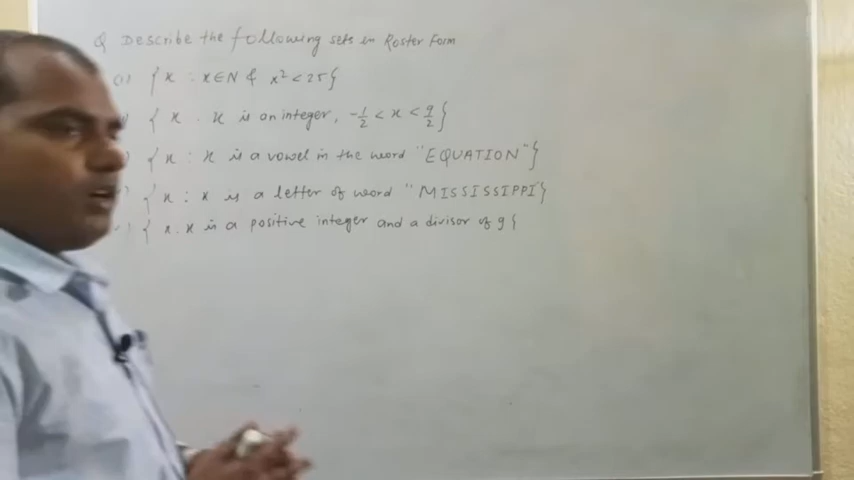 Q Describe the following sets in Roster Form
(i) { x : x ∈ N & x² < 25 }
{ x . x is an integer, -1/2 < x < 9/2 }
{ x : x is a vowel in the word "EQUATION" }
{ x : x is a letter of word "MISSISSIPPI }
{ x . x is a positive integer and a divisor of 9 }